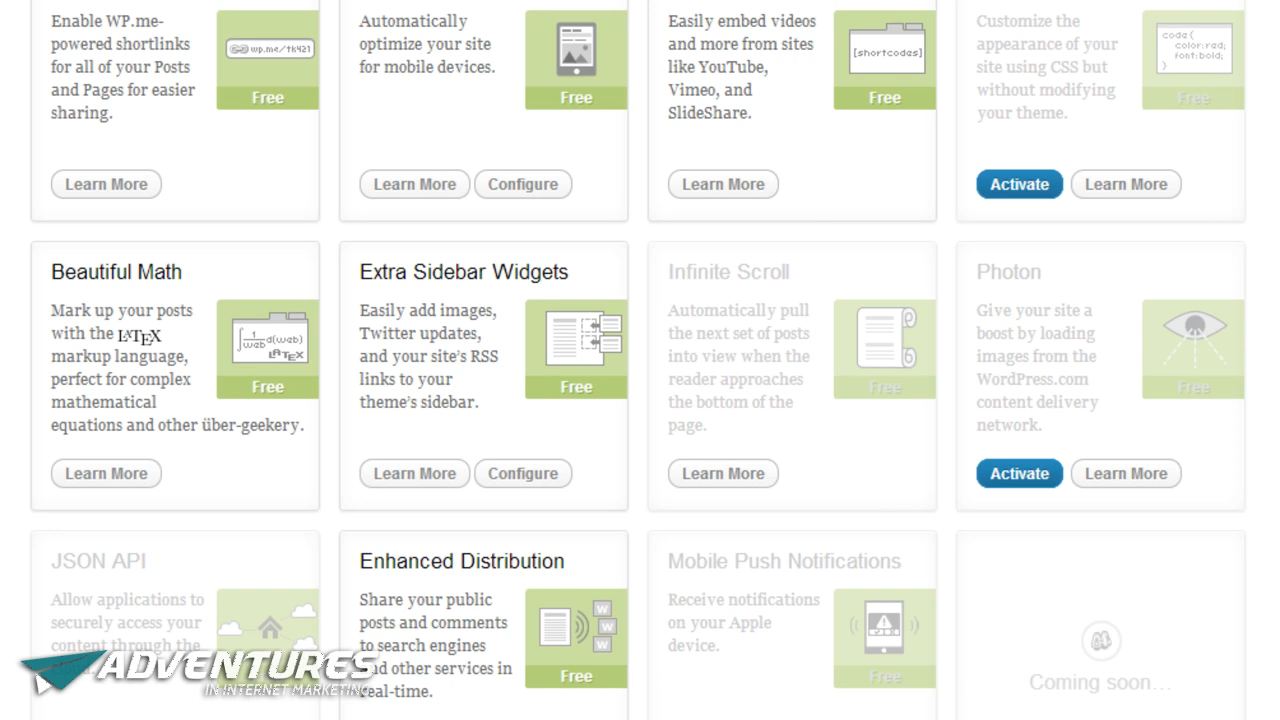 Enable WP.me-
powered shortlinks
for all of your Posts
and Pages for easier
sharing.
wp.me/tk421
Free
Learn More
Automatically
optimize your site
for mobile devices.
Free
Learn More
Configure
Easily embed videos
and more from sites
like YouTube,
Vimeo, and
SlideShare.
[shortcodes]
Free
Learn More
Customize the
appearance of your
site using CSS but
without modifying
your theme.
code{
color:red;
font:bold;
}
Free
Activate
Learn More
Beautiful Math
Mark up your posts
with the LATEX
markup language,
perfect for complex
mathematical
equations and other über-geekery.
∫ 1/web d(web)
LATEX
Free
Learn More
Extra Sidebar Widgets
Easily add images,
Twitter updates,
and your site's RSS
links to your
theme's sidebar.
Free
Learn More
Configure
Infinite Scroll
Automatically pull
the next set of posts
into view when the
reader approaches
the bottom of the
page.
Free
Learn More
Photon
Give your site a
boost by loading
images from the
WordPress.com
content delivery
network.
Free
Activate
Learn More
JSON API
Allow applications to
securely access your
content through the
Enhanced Distribution
Share your public
posts and comments
to search engines
and other services in
real-time.
W
W
W
Free
Mobile Push Notifications
Receive notifications
on your Apple
device.
Free
Coming soon…
ADVENTURES
IN INTERNET MARKETING